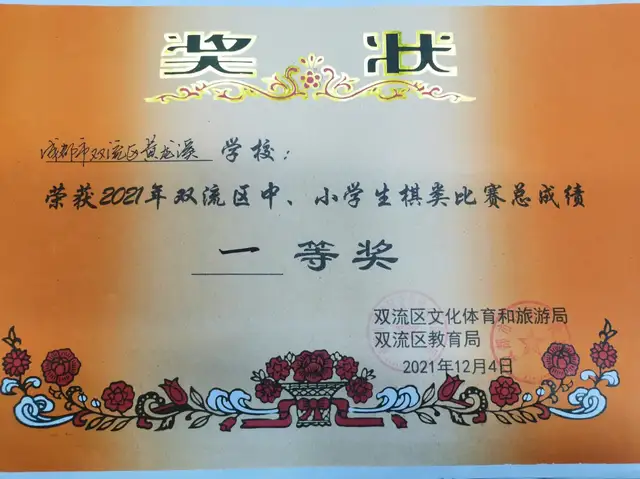 奖状
成都市双流区黄龙溪学校:
荣获2021年双流区中、小学生棋类比赛总成绩
一等奖
双流区文化体育和旅游局
双流区教育局
2021年12月4日